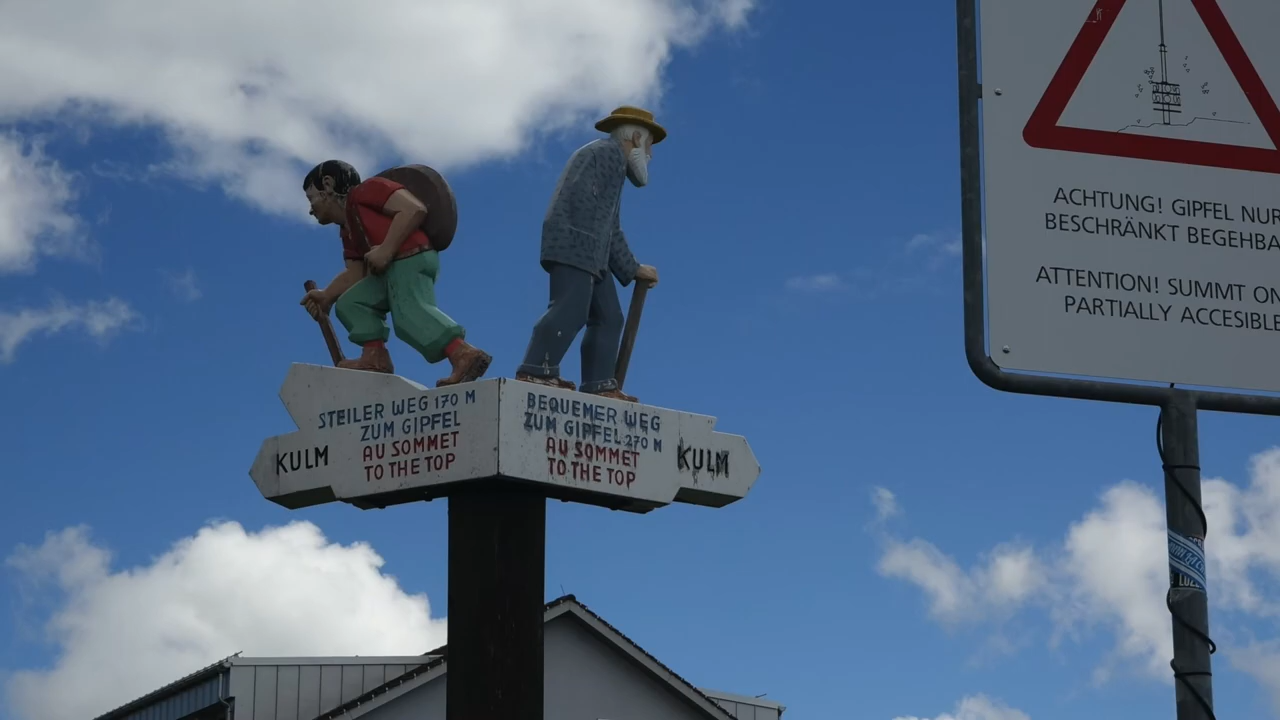 STEILER WEG 170 M
ZUM GIPFEL
AU SOMMET
TO THE TOP
KULM
BEQUEMER WEG
ZUM GIPFEL 270 M
AU SOMMET
TO THE TOP
KULM
ACHTUNG! GIPFEL NUR
BESCHRÄNKT BEGEHBA
ATTENTION! SUMMT ON
PARTIALLY ACCESIBLE